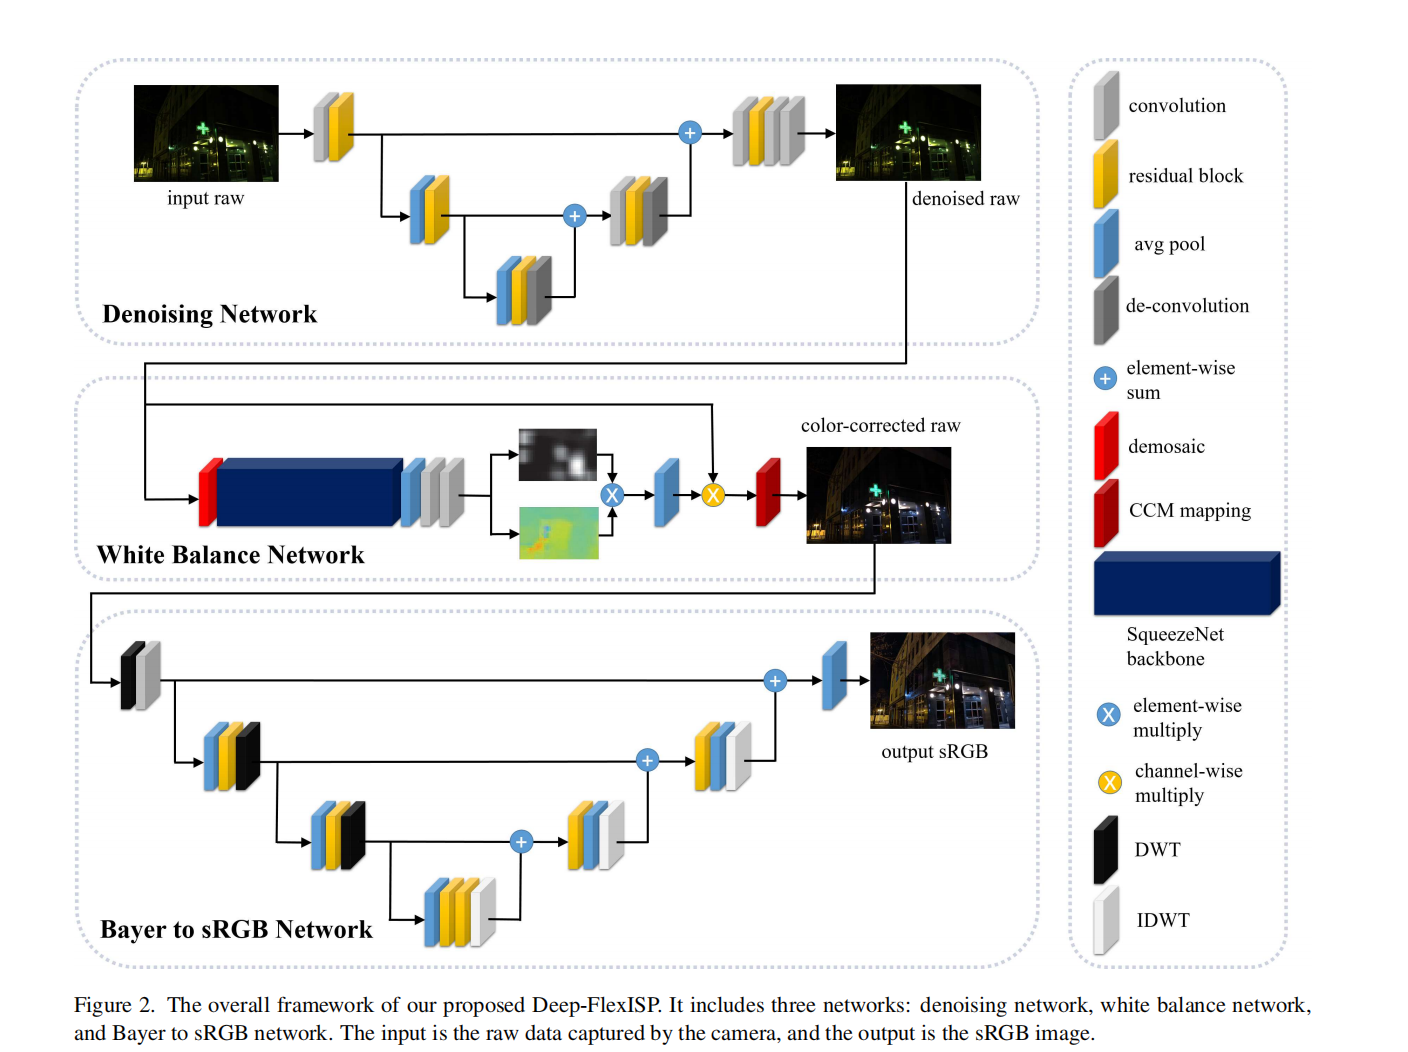 input raw
denoised raw
Denoising Network
color-corrected raw
White Balance Network
output sRGB
Bayer to sRGB Network
convolution
residual block
avg pool
de-convolution
element-wise
sum
demosaic
CCM mapping
SqueezeNet
backbone
element-wise
multiply
channel-wise
multiply
DWT
IDWT
Figure 2. The overall framework of our proposed Deep-FlexISP. It includes three networks: denoising network, white balance network,
and Bayer to sRGB network. The input is the raw data captured by the camera, and the output is the sRGB image.